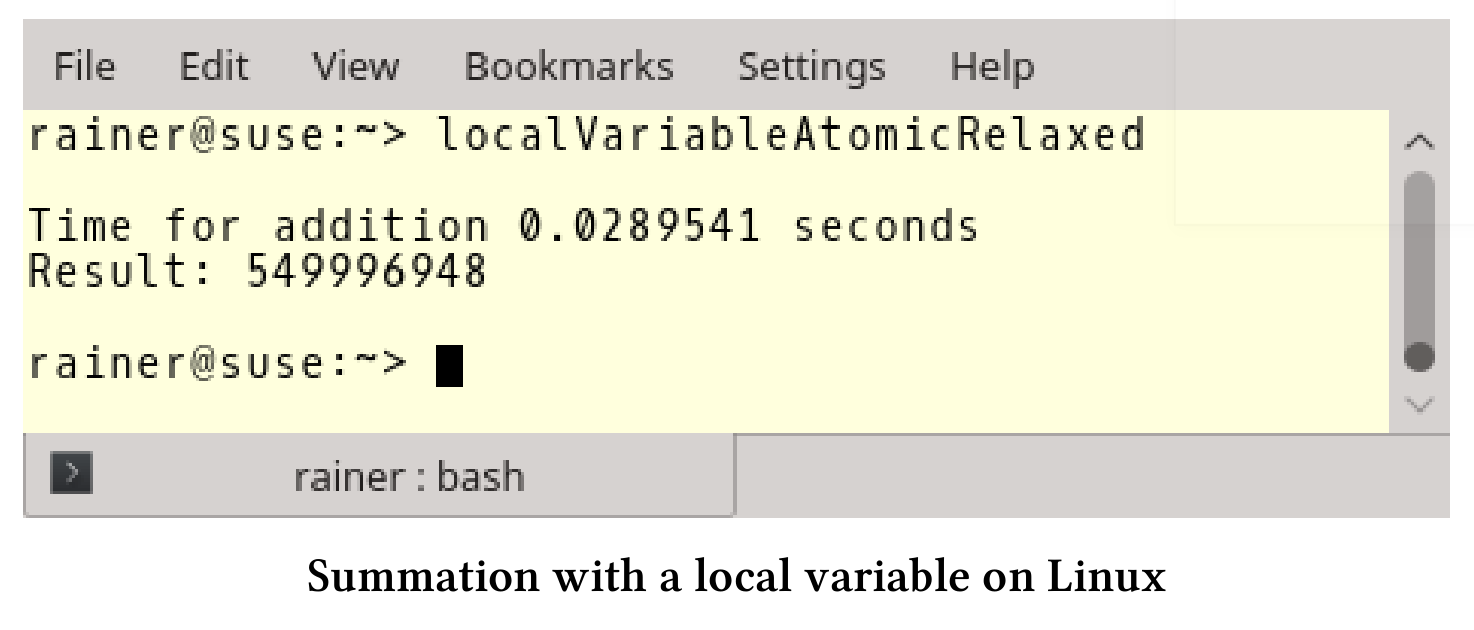 File Edit View Bookmarks Settings Help
rainer@suse:~> localVariableAtomicRelaxed
Time for addition 0.0289541 seconds
Result: 549996948
rainer@suse:~>
rainer : bash
Summation with a local variable on Linux